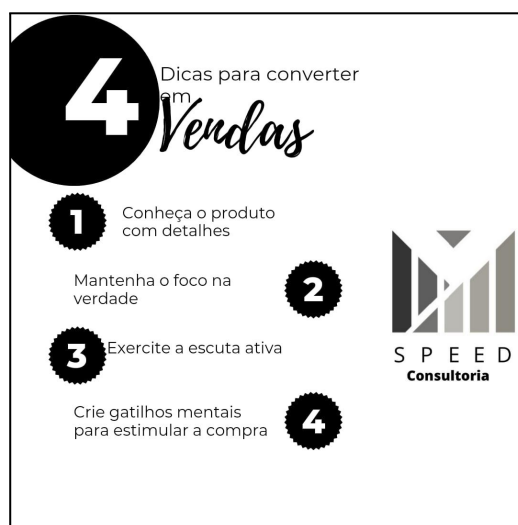 4
Dicas para converter
em
Vendas
1
Conheça o produto
com detalhes
Mantenha o foco na
verdade
2
3
Exercite a escuta ativa
Crie gatilhos mentais
para estimular a compra
4
SPEED
Consultoria